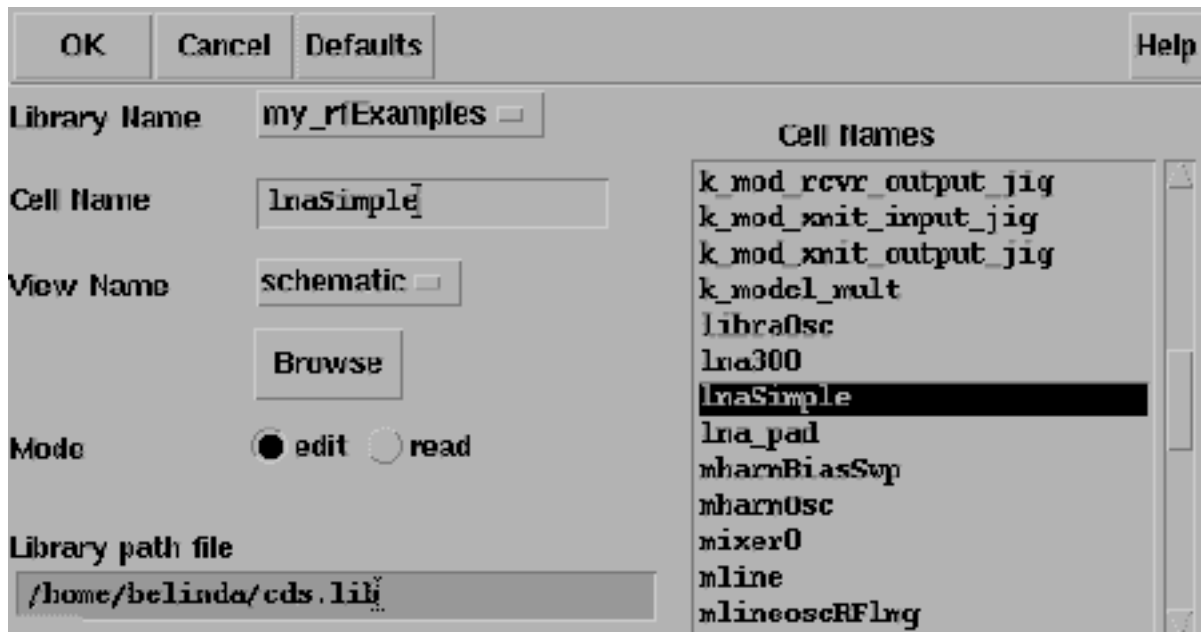 OK Cancel Defaults Help
Library Name my_rfExamples
Cell Name lnaSimple
View Name schematic
Browse
Mode edit read
Library path file
/home/belinda/cds.lib
Cell Names
k_mod_rcvr_output_jig
k_mod_xmit_input_jig
k_mod_xmit_output_jig
k_model_mult
libraOsc
lna300
lnaSimple
lna_pad
mharmBiasSwp
mharmOsc
mixer0
mline
mlineoscRFlmg